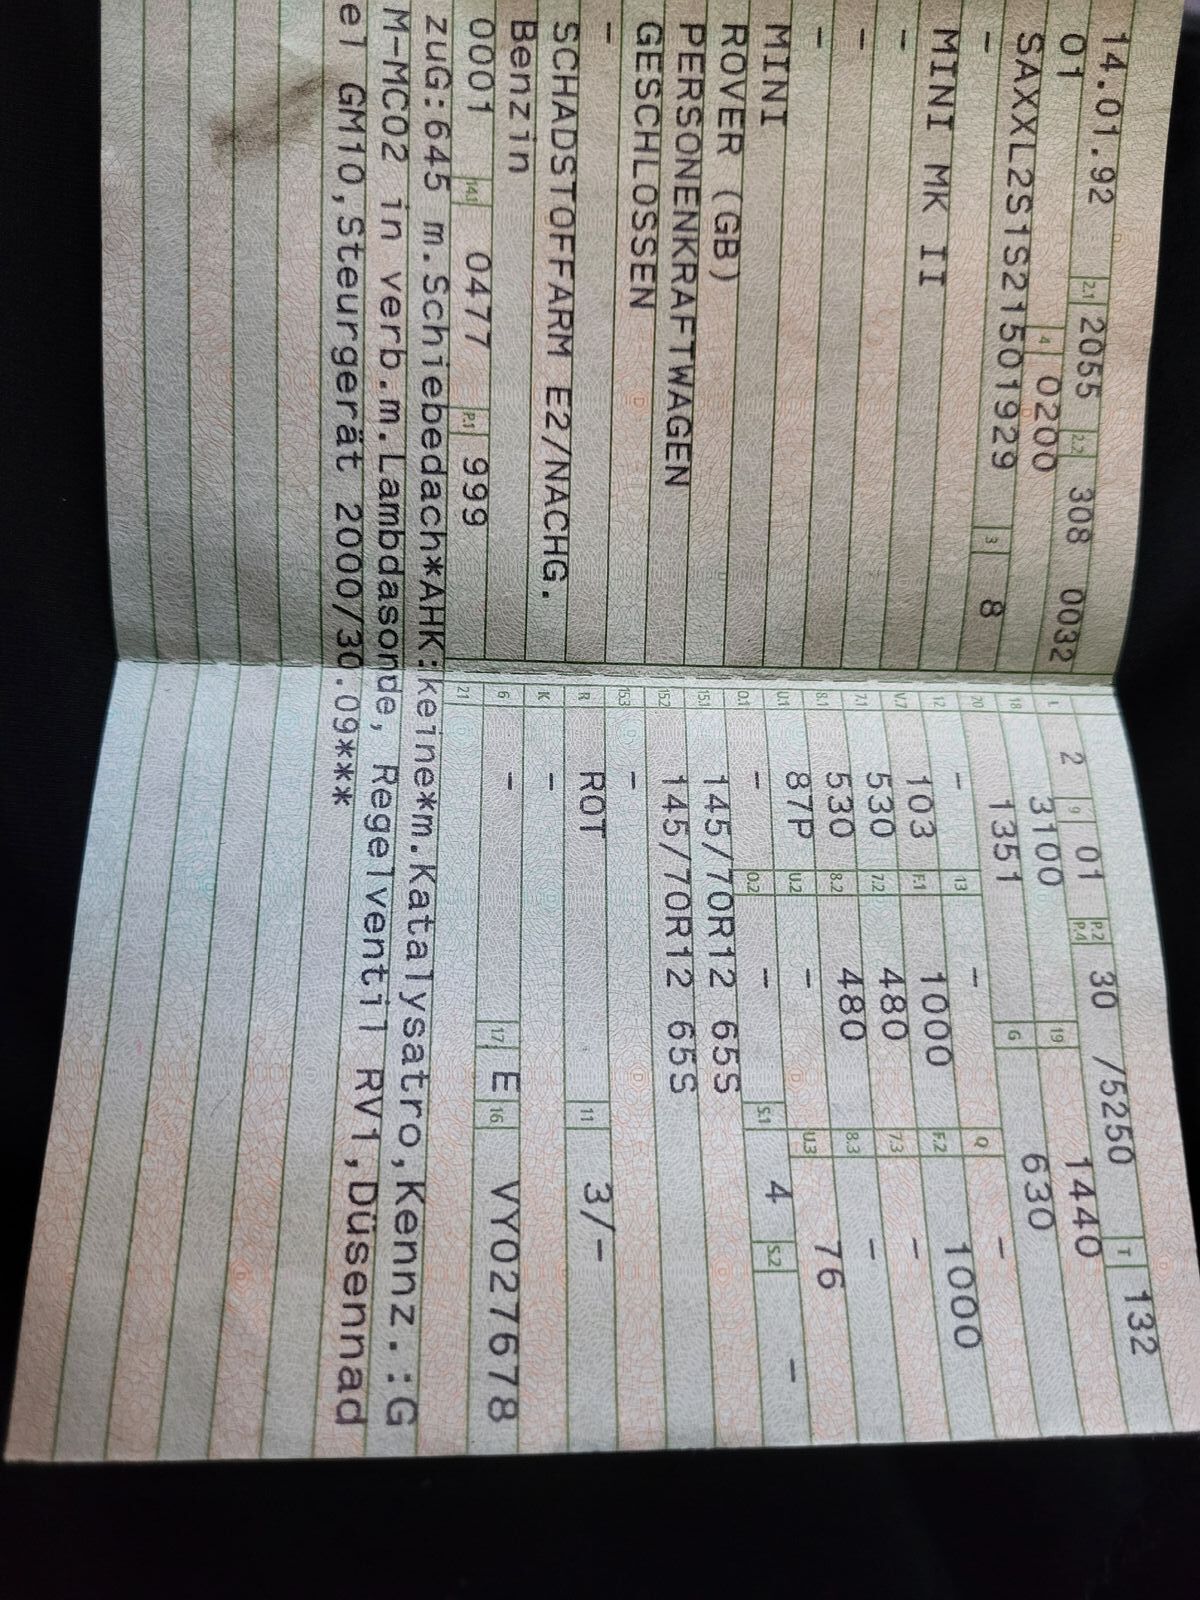 14.01.92 2.1 2055 2.2 308 0032
01 4 0200
SAXXL2S1S21501929 3 8
-
MINI MK II
-
-
-
MINI
ROVER (GB)
PERSONENKRAFTWAGEN
GESCHLOSSEN
-
SCHADSTOFFARM E2/NACHG.
Benzin
0001 14.1 0477 P.1 999
L 2 9 01 P.2 P.4 30 /5250 T 132
18 3100 19 1440
1351 G 630
20 - 13 - Q -
12 103 F.1 1000 F.2 1000
V.7 530 7.2 480 7.3 -
7.1 530 8.2 480 8.3 -
8.1 87P U.2 - U.3 76
U.1 - O.2 - S.1 4 S.2 -
O.1 145/70R12 65S
15.1 145/70R12 65S
15.2 -
15.3 ROT 11 3/-
R -
K - 17 E 16 VY027678
6
21
zuG:645 m.Schiebedach*AHK:keine*m.Katalysatro,Kennz.:G
M-MC02 in verb.m.Lambdasonde, Regelventil RV1,Düsennad
el GM10,Steurgerät 2000/30.09***